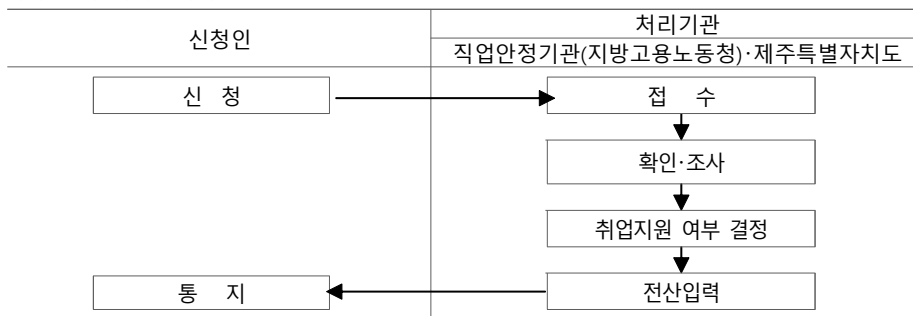 신청인
처리기관
직업안정기관(지방고용노동청)·제주특별자치도
신 청
접 수
확인·조사
취업지원 여부 결정
통 지
전산입력